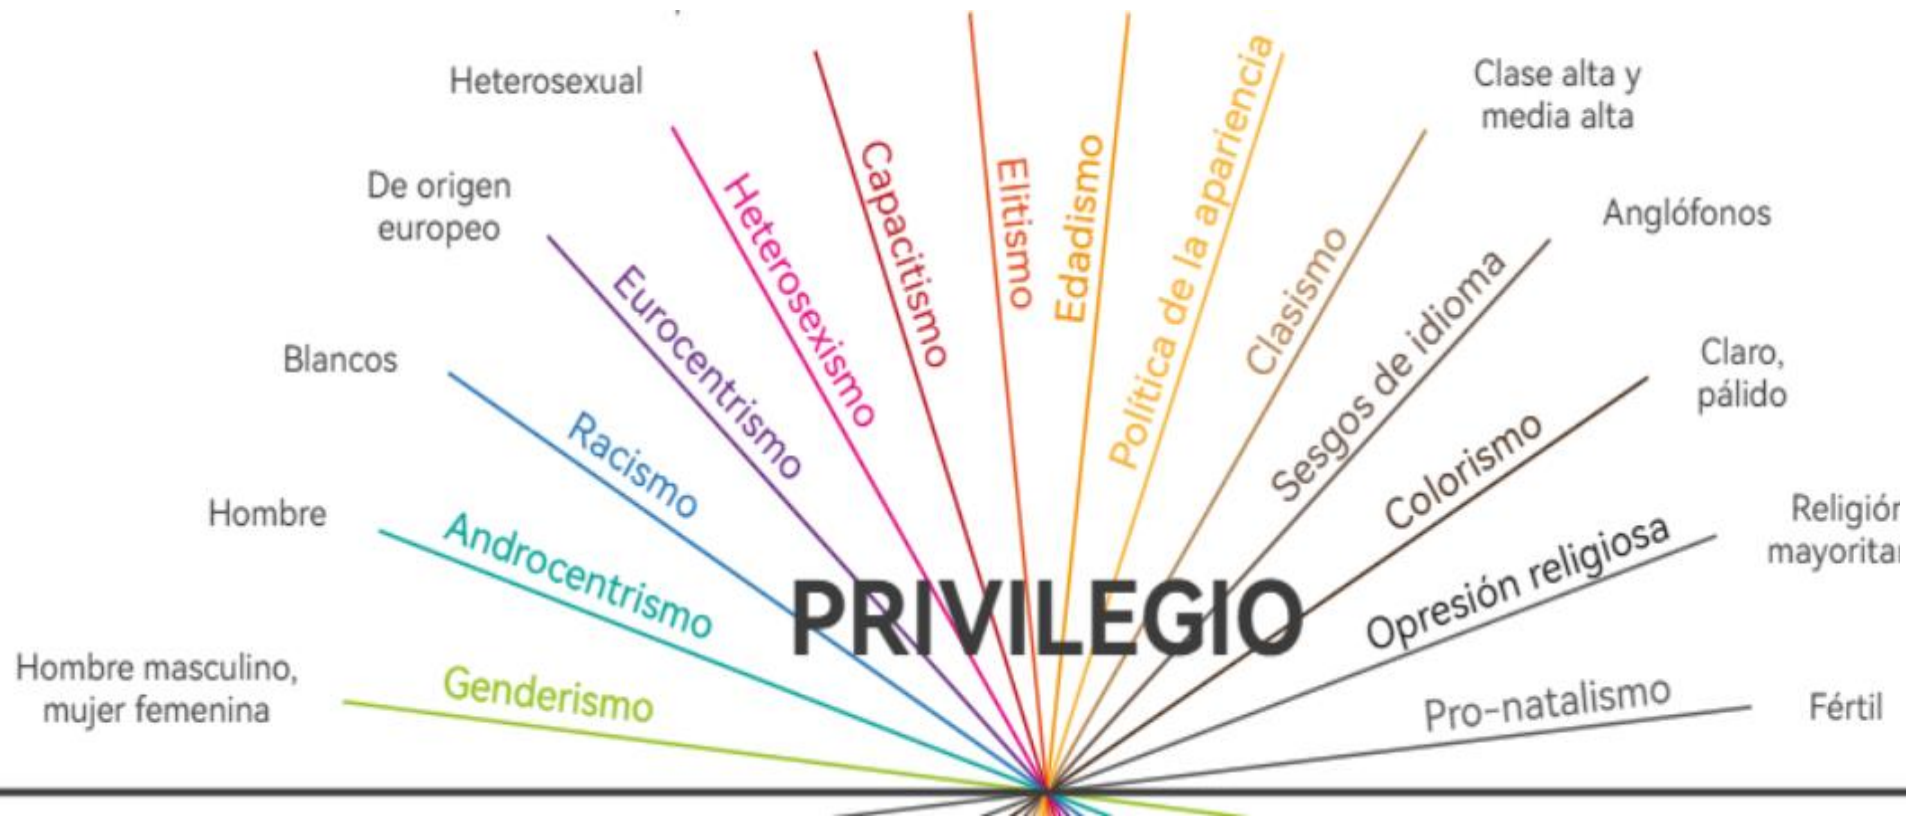 Heterosexual
Clase alta y
media alta
De origen
europeo
Anglófonos
Blancos
Claro,
pálido
Hombre
Religión
mayorita
Hombre masculino,
mujer femenina
Fértil
Genderismo
Androcentrismo
Racismo
Eurocentrismo
Heterosexismo
Capacitismo
Elitismo
Edadismo
Política de la apariencia
Clasismo
Sesgos de idioma
Colorismo
Opresión religiosa
Pro-natalismo
PRIVILEGIO